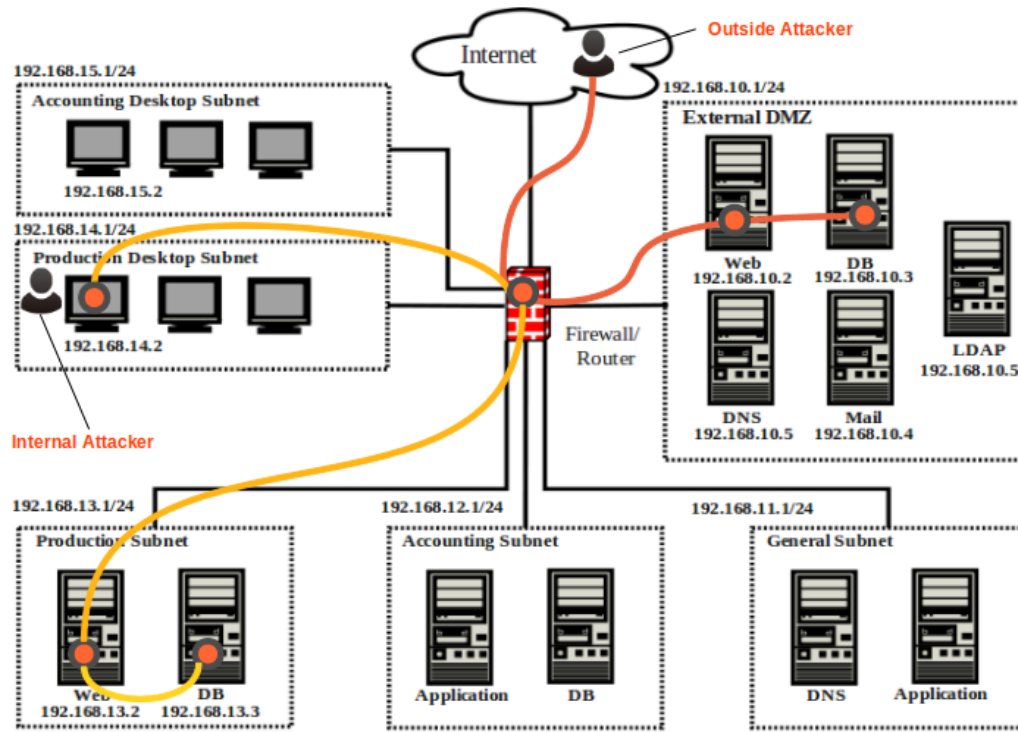 Internet
Outside Attacker
192.168.15.1/24
Accounting Desktop Subnet
192.168.15.2
192.168.14.1/24
Production Desktop Subnet
192.168.14.2
Internal Attacker
Firewall/
Router
192.168.10.1/24
External DMZ
Web
192.168.10.2
DB
192.168.10.3
LDAP
192.168.10.5
DNS
192.168.10.5
Mail
192.168.10.4
192.168.13.1/24
Production Subnet
Web
192.168.13.2
DB
192.168.13.3
192.168.12.1/24
Accounting Subnet
Application
DB
192.168.11.1/24
General Subnet
DNS
Application